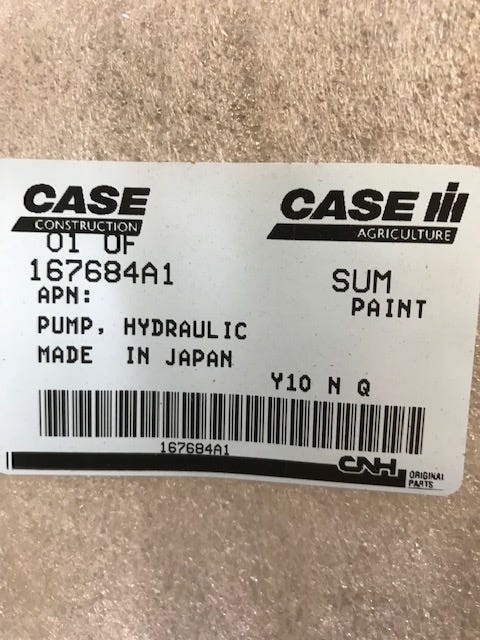 CASE
CONSTRUCTION
CASE IH
AGRICULTURE
01 OF
167684A1
SUM
APN:
PAINT
PUMP, HYDRAULIC
MADE IN JAPAN
Y10 N Q
167684A1
CNH
ORIGINAL
PARTS